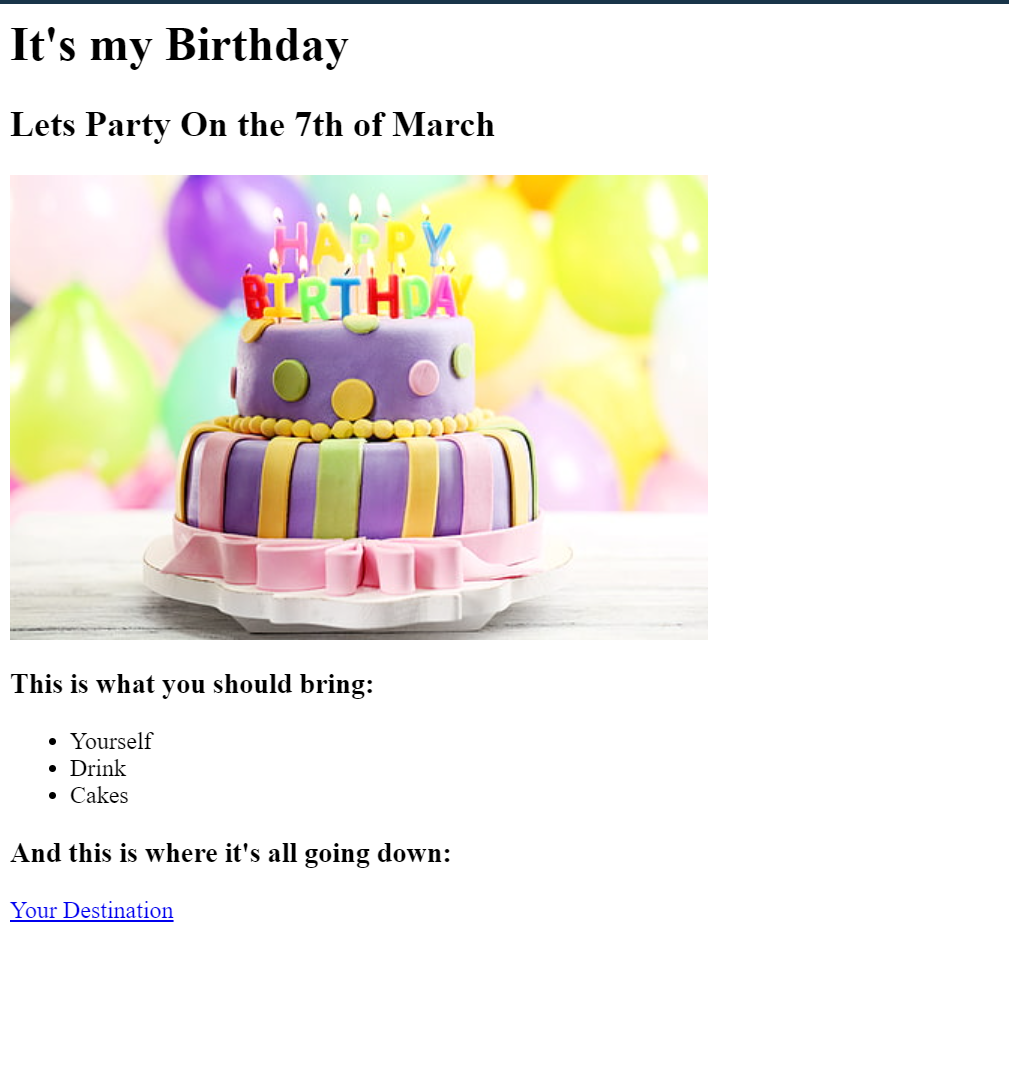 It's my Birthday
Lets Party On the 7th of March
HAPPY
BIRTHDAY
This is what you should bring:
Yourself
Drink
Cakes
And this is where it's all going down:
Your Destination